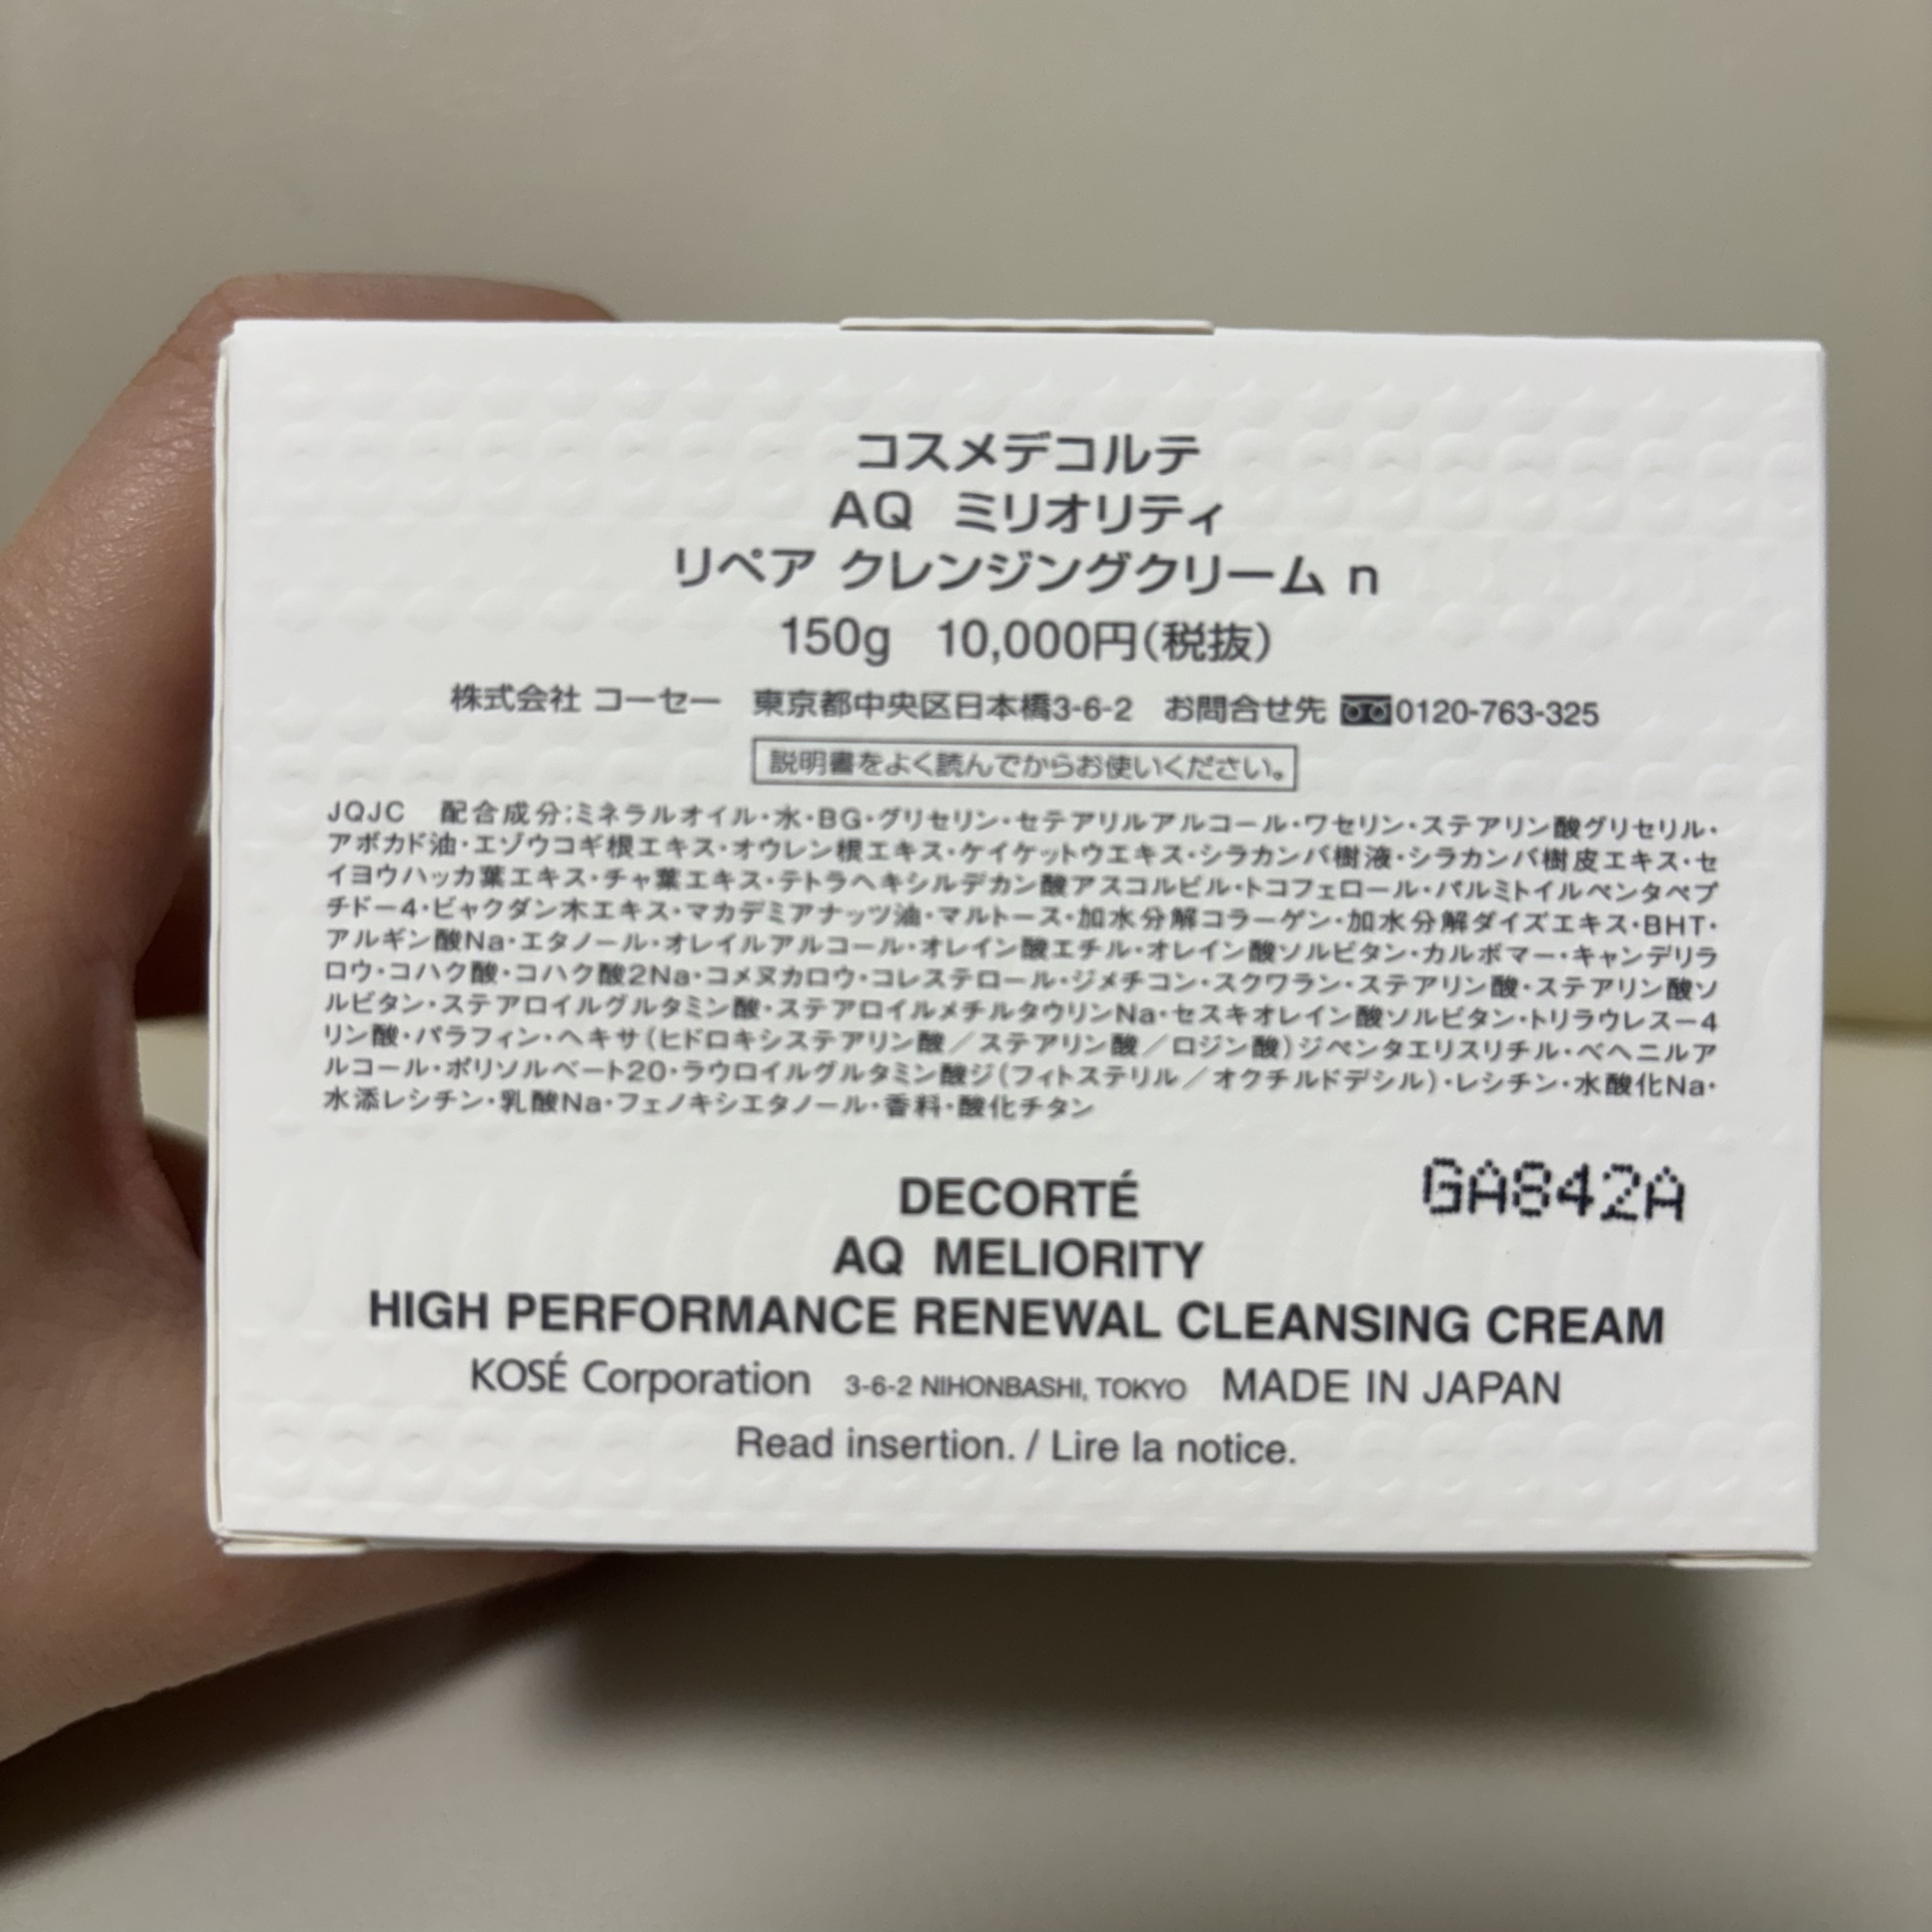 コスメデコルテ
AQ ミリオリティ
リペア クレンジングクリーム n
150g 10,000円(税抜)
株式会社 コーセー 東京都中央区日本橋3-6-2 お問合せ先 0120-763-325
説明書をよく読んでからお使いください。
JQJC 配合成分:ミネラルオイル・水・BG・グリセリン・セテアリルアルコール・ワセリン・ステアリン酸グリセリル・
アボカド油・エゾウコギ根エキス・オウレン根エキス・ケイケットウエキス・シラカンバ樹液・シラカンバ樹皮エキス・セ
イヨウハッカ葉エキス・チャ葉エキス・テトラヘキシルデカン酸アスコルビル・トコフェロール・パルミトイルペンタペプ
チド-4・ビャクダン木エキス・マカデミアナッツ油・マルトース・加水分解コラーゲン・加水分解ダイズエキス・BHT・
アルギン酸Na・エタノール・オレイルアルコール・オレイン酸エチル・オレイン酸ソルビタン・カルボマー・キャンデリラ
ロウ・コハク酸・コハク酸2Na・コメヌカロウ・コレステロール・ジメチコン・スクワラン・ステアリン酸・ステアリン酸ソ
ルビタン・ステアロイルグルタミン酸・ステアロイルメチルタウリンNa・セスキオレイン酸ソルビタン・トリラウレス-4
リン酸・パラフィン・ヘキサ(ヒドロキシステアリン酸/ステアリン酸/ロジン酸)ジペンタエリスリチル・ベヘニルア
ルコール・ポリソルベート20・ラウロイルグルタミン酸ジ(フィトステリル/オクチルドデシル)・レシチン・水酸化Na・
水添レシチン・乳酸Na・フェノキシエタノール・香料・酸化チタン
GA842A
DECORTÉ
AQ MELIORITY
HIGH PERFORMANCE RENEWAL CLEANSING CREAM
KOSÉ Corporation 3-6-2 NIHONBASHI, TOKYO MADE IN JAPAN
Read insertion. / Lire la notice.